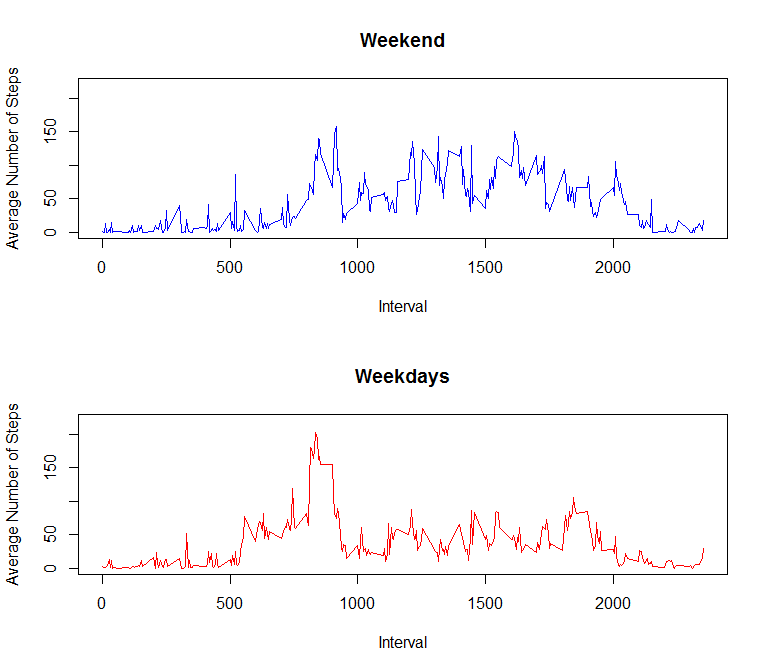 Weekend
Average Number of Steps
150
50
0
0 500 1000 1500 2000
Interval
Weekdays
Average Number of Steps
150
50
0
0 500 1000 1500 2000
Interval